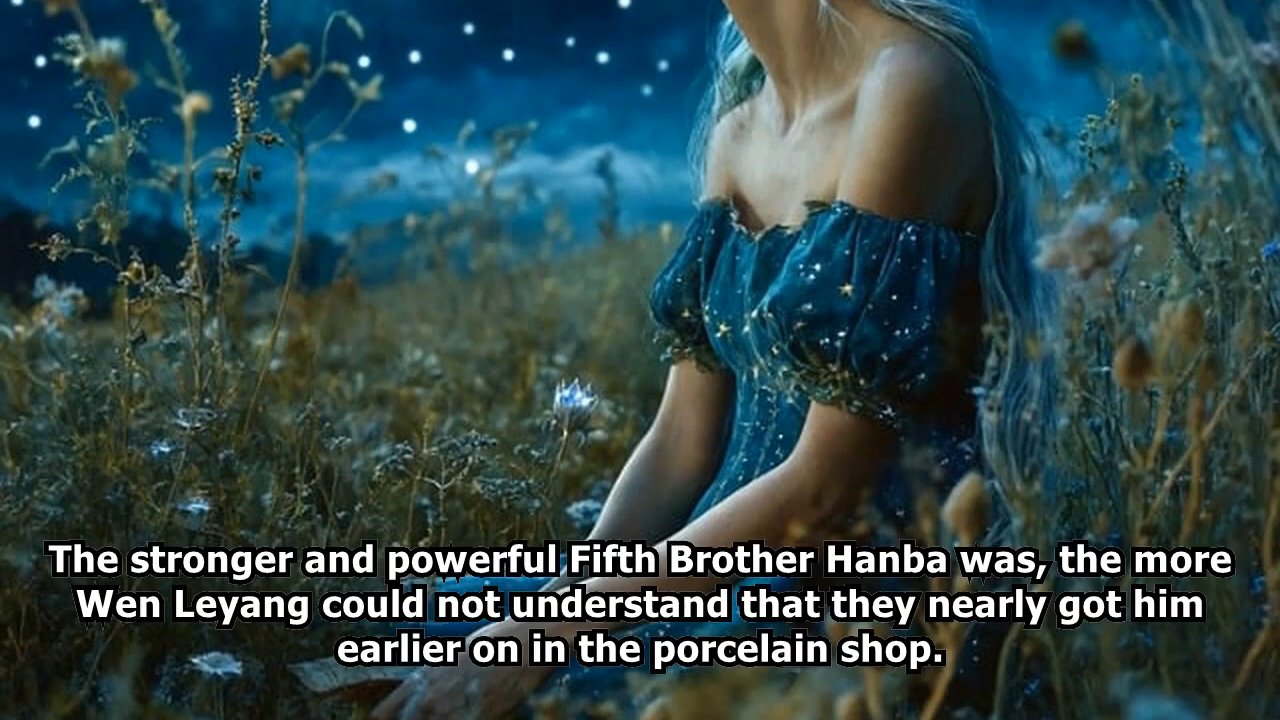 The stronger and powerful Fifth Brother Hanba was, the more
Wen Leyang could not understand that they nearly got him
earlier on in the porcelain shop.